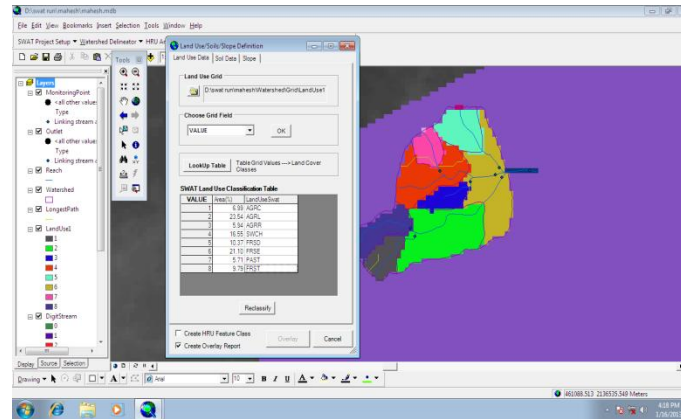 D:\swat run\mahesh\mahesh.mdb
File Edit View Bookmarks Insert Selection Tools Window Help
SWAT Project Setup Watershed Delineator HRU An
Tools
Layers
MonitoringPoint
<all other values
Type
Linking stream a
Outlet
<all other values
Type
Linking stream a
Reach
Watershed
LongestPath
LandUse1
1
2
3
4
5
6
7
8
DigitStream
0
1
2
Display Source Selection
Land Use/Soils/Slope Definition
Land Use Data Soil Data Slope
Land Use Grid
D:\swat run\mahesh\Watershed\Grid\LandUse1
Choose Grid Field
VALUE OK
LookUp Table Table Grid Values --->Land Cover
Classes
SWAT Land Use Classification Table
VALUE Area(%) LandUseSwat
1 6.99 AGRC
2 23.54 AGRL
3 5.94 AGRR
4 16.55 SWCH
5 10.37 FRSD
6 21.10 FRSE
7 5.71 PAST
8 9.79 FRST
Reclassify
Create HRU Feature Class
Create Overlay Report
Overlay Cancel
Drawing Arial 10 B I U A
461088.513 2136535.549 Meters
4:18 PM